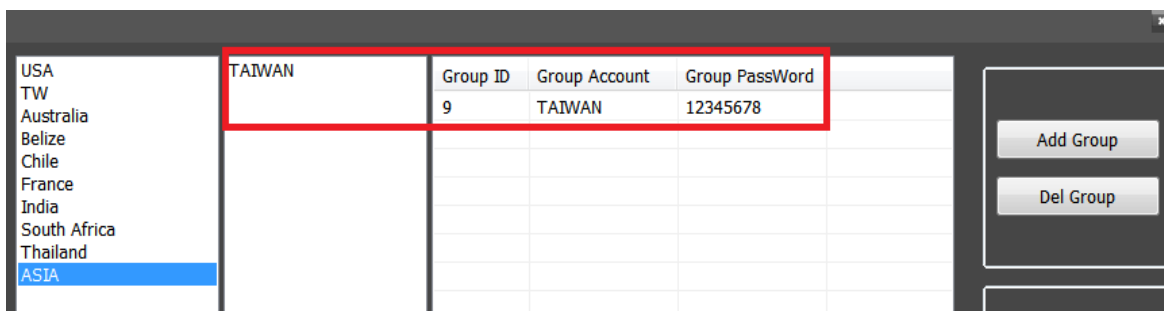 USA
TW
Australia
Belize
Chile
France
India
South Africa
Thailand
ASIA
TAIWAN
Group ID Group Account Group PassWord
9 TAIWAN 12345678
Add Group
Del Group